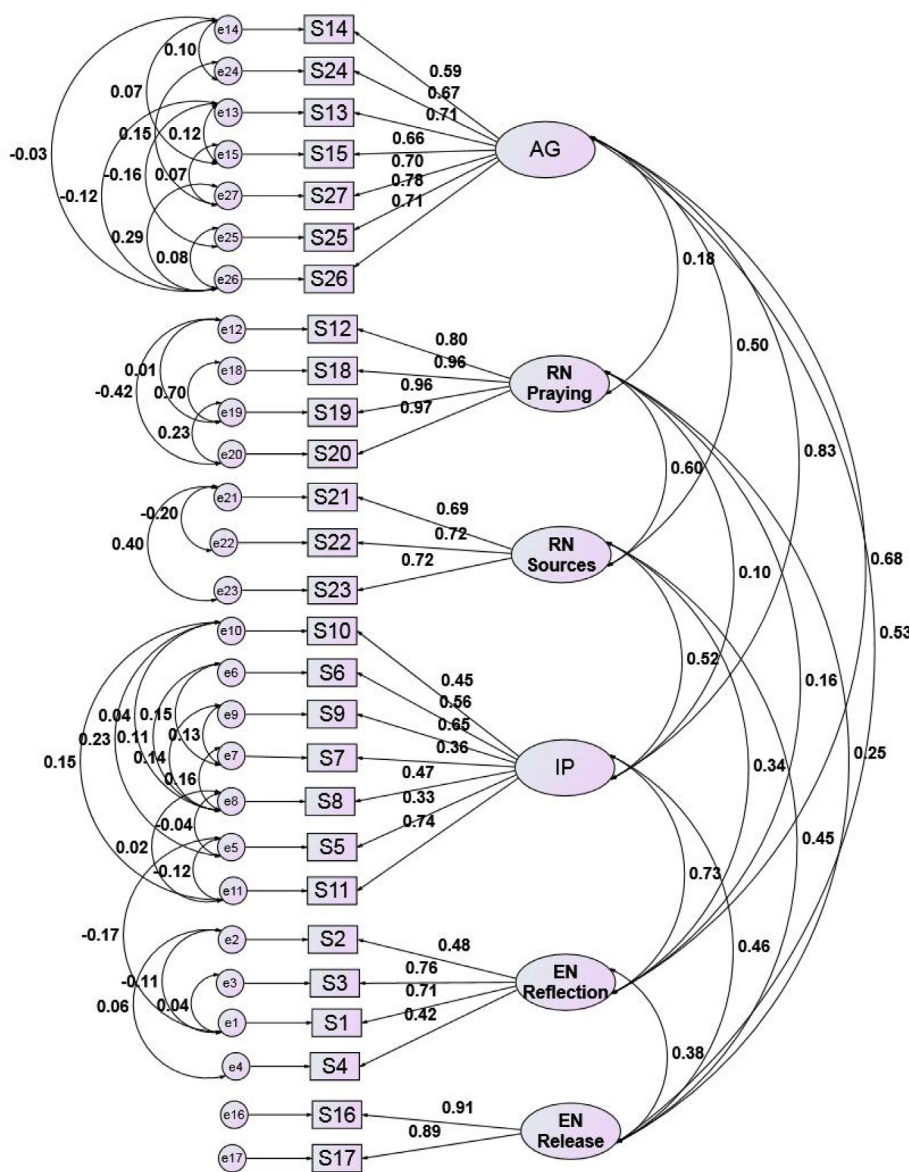 e14 S14
0.10
0.59
e24 S24
0.67
0.07
e13 S13
0.71
0.15 0.12
0.66
AG
-0.03
e15 S15
0.70
-0.16 0.07
0.78
-0.12
e27 S27
0.71
0.29
e25 S25
0.08
0.18
e26 S26
e12 S12
0.80
0.50
0.01
e18 S18
0.96
RN
Praying
-0.42
0.70
0.96
e19 S19
0.97
0.23
e20 S20
0.60
0.83
e21 S21
0.69
-0.20
0.72
RN
Sources
0.40
e22 S22
0.72
0.68
0.10
e23 S23
e10 S10
0.53
0.52
0.45
e6 S6
0.16
0.56
0.04 0.15
e9 S9
0.65
0.23 0.11 0.13
0.36
0.25
0.15
e7 S7
IP
0.34
0.14 0.16
0.47
e8 S8
0.33
-0.04
0.74
0.45
0.02
e5 S5
-0.12
0.73
e11 S11
-0.17
e2 S2
0.48
0.46
-0.11
0.76
e3 S3
EN
Reflection
0.06 0.04
0.71
e1 S1
0.42
0.38
e4 S4
0.91
e16 S16
0.89
EN
Release
e17 S17